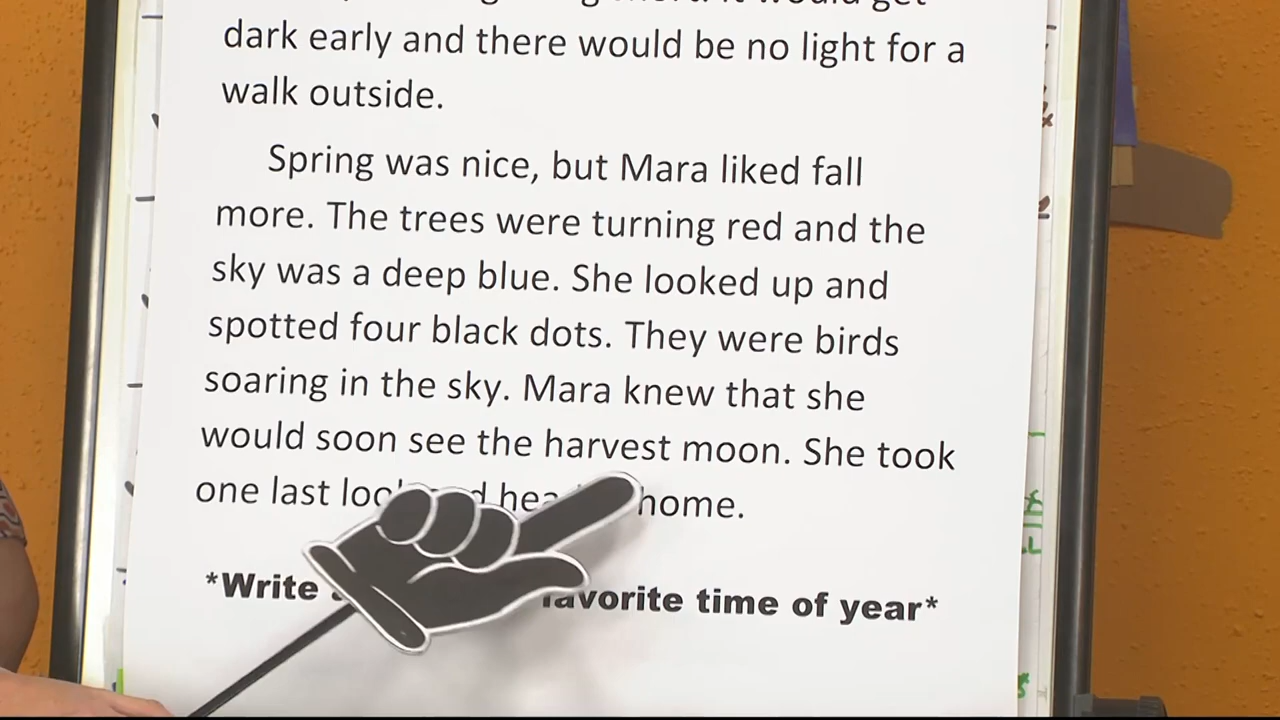 dark early and there would be no light for a
walk outside.
Spring was nice, but Mara liked fall
more. The trees were turning red and the
sky was a deep blue. She looked up and
spotted four black dots. They were birds
soaring in the sky. Mara knew that she
would soon see the harvest moon. She took
one last home.
*Write favorite time of year*